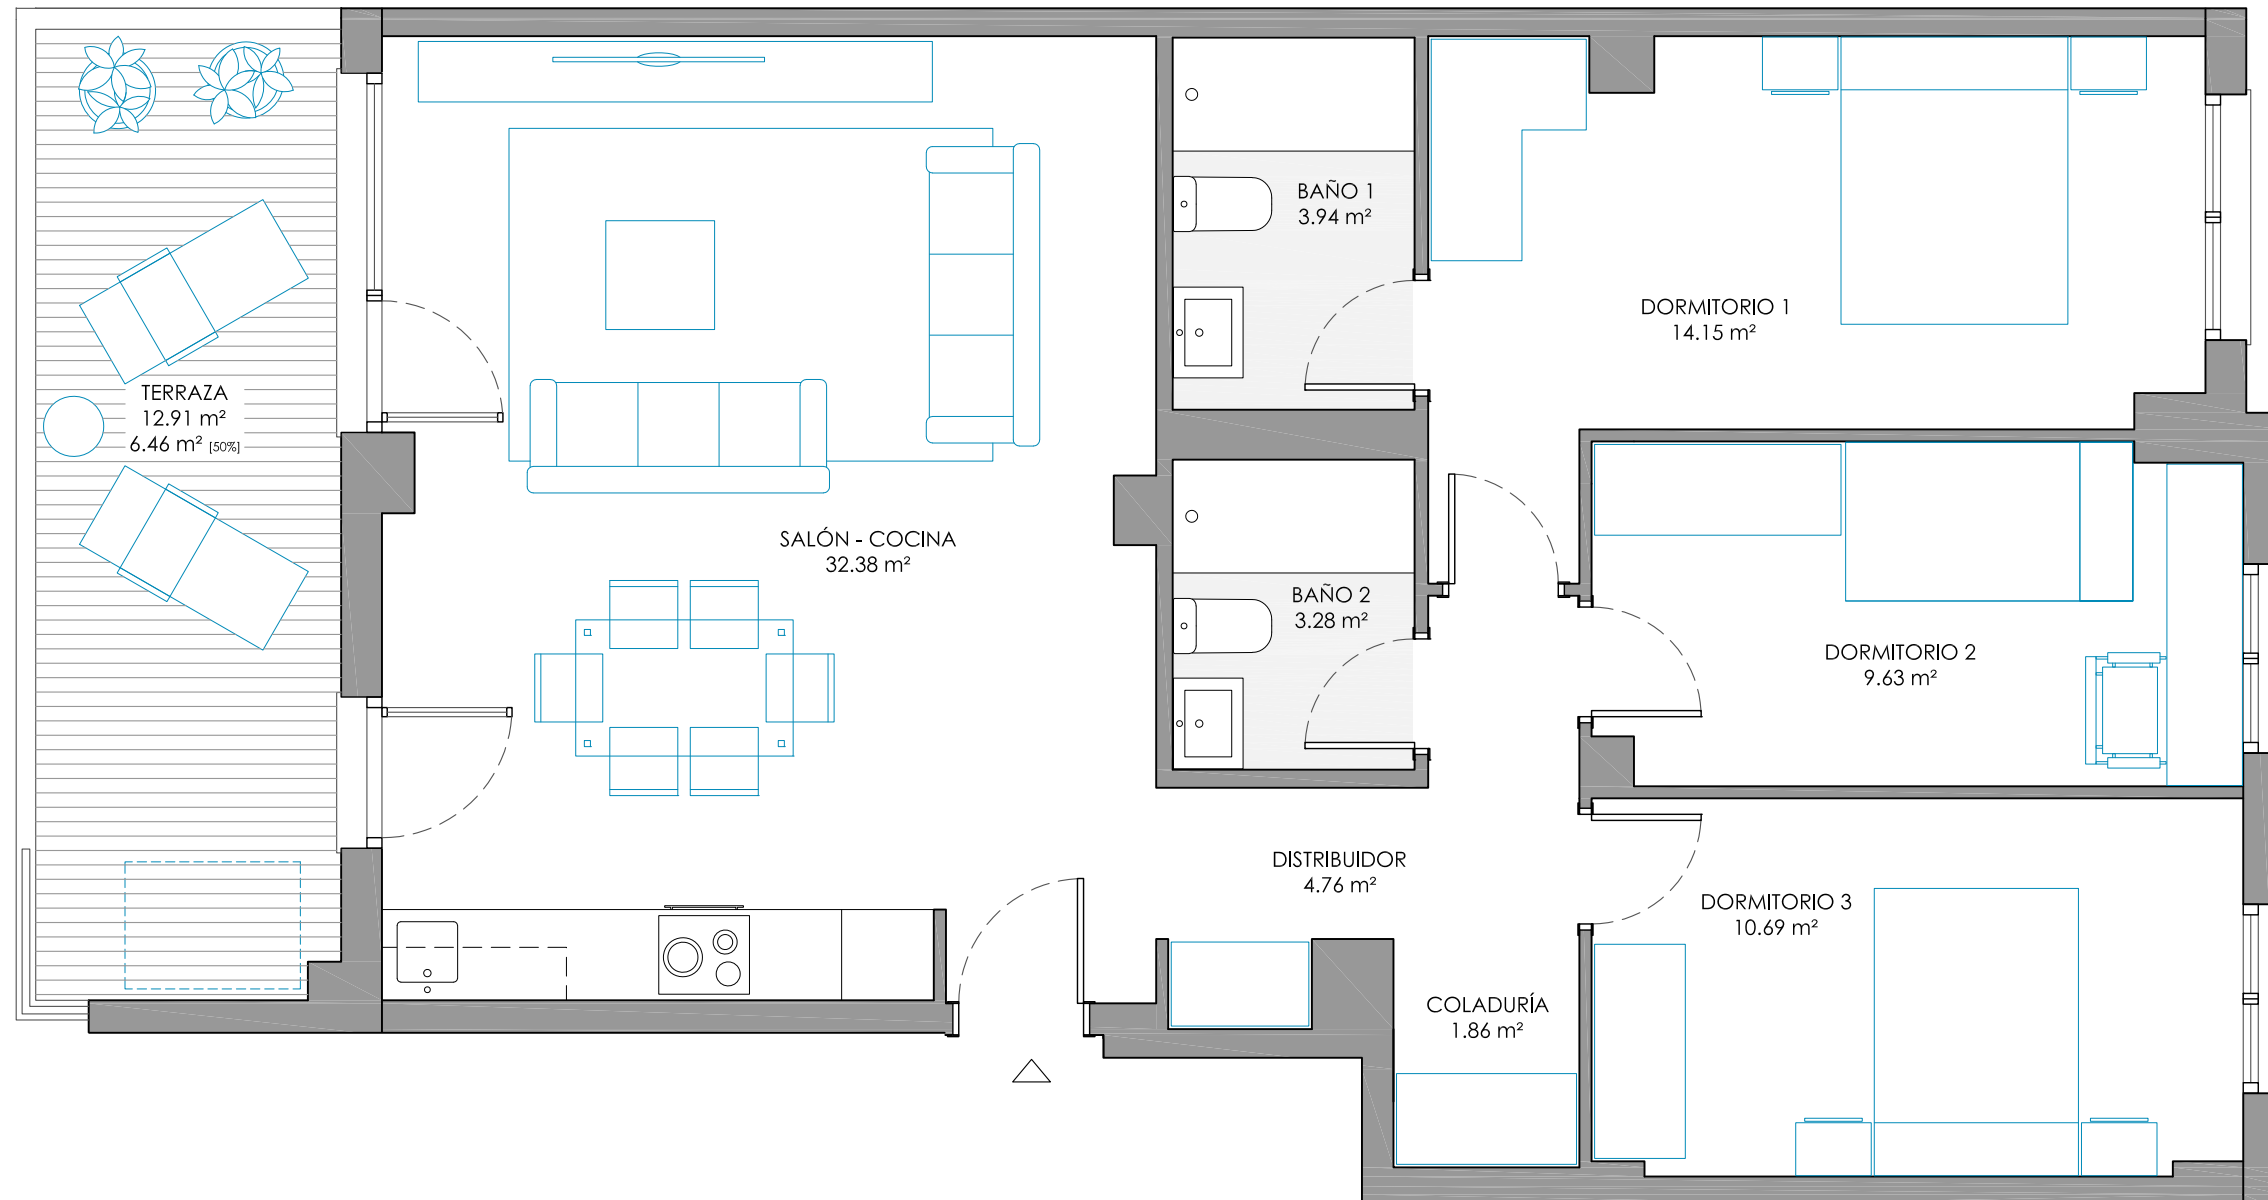 BAÑO 1
3.94 m²
DORMITORIO 1
14.15 m²
TERRAZA
12.91 m²
6.46 m² [50%]
SALÓN - COCINA
32.38 m²
BAÑO 2
3.28 m²
DORMITORIO 2
9.63 m²
DISTRIBUIDOR
4.76 m²
DORMITORIO 3
10.69 m²
COLADURÍA
1.86 m²